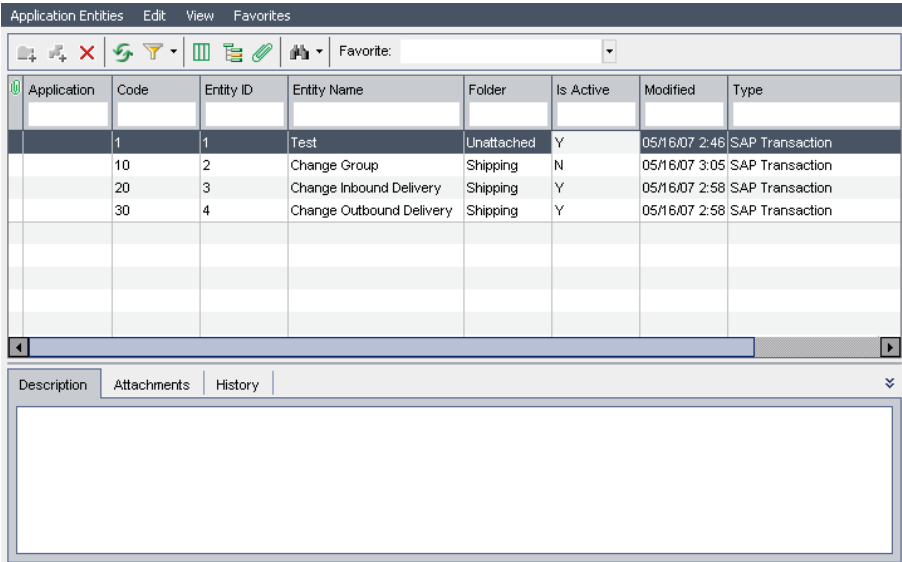 Application Entities Edit View Favorites
Favorite:
Application Code Entity ID Entity Name Folder Is Active Modified Type
1 1 Test Unattached Y 05/16/07 2:46 SAP Transaction
10 2 Change Group Shipping N 05/16/07 3:05 SAP Transaction
20 3 Change Inbound Delivery Shipping Y 05/16/07 2:58 SAP Transaction
30 4 Change Outbound Delivery Shipping Y 05/16/07 2:58 SAP Transaction
Description Attachments History